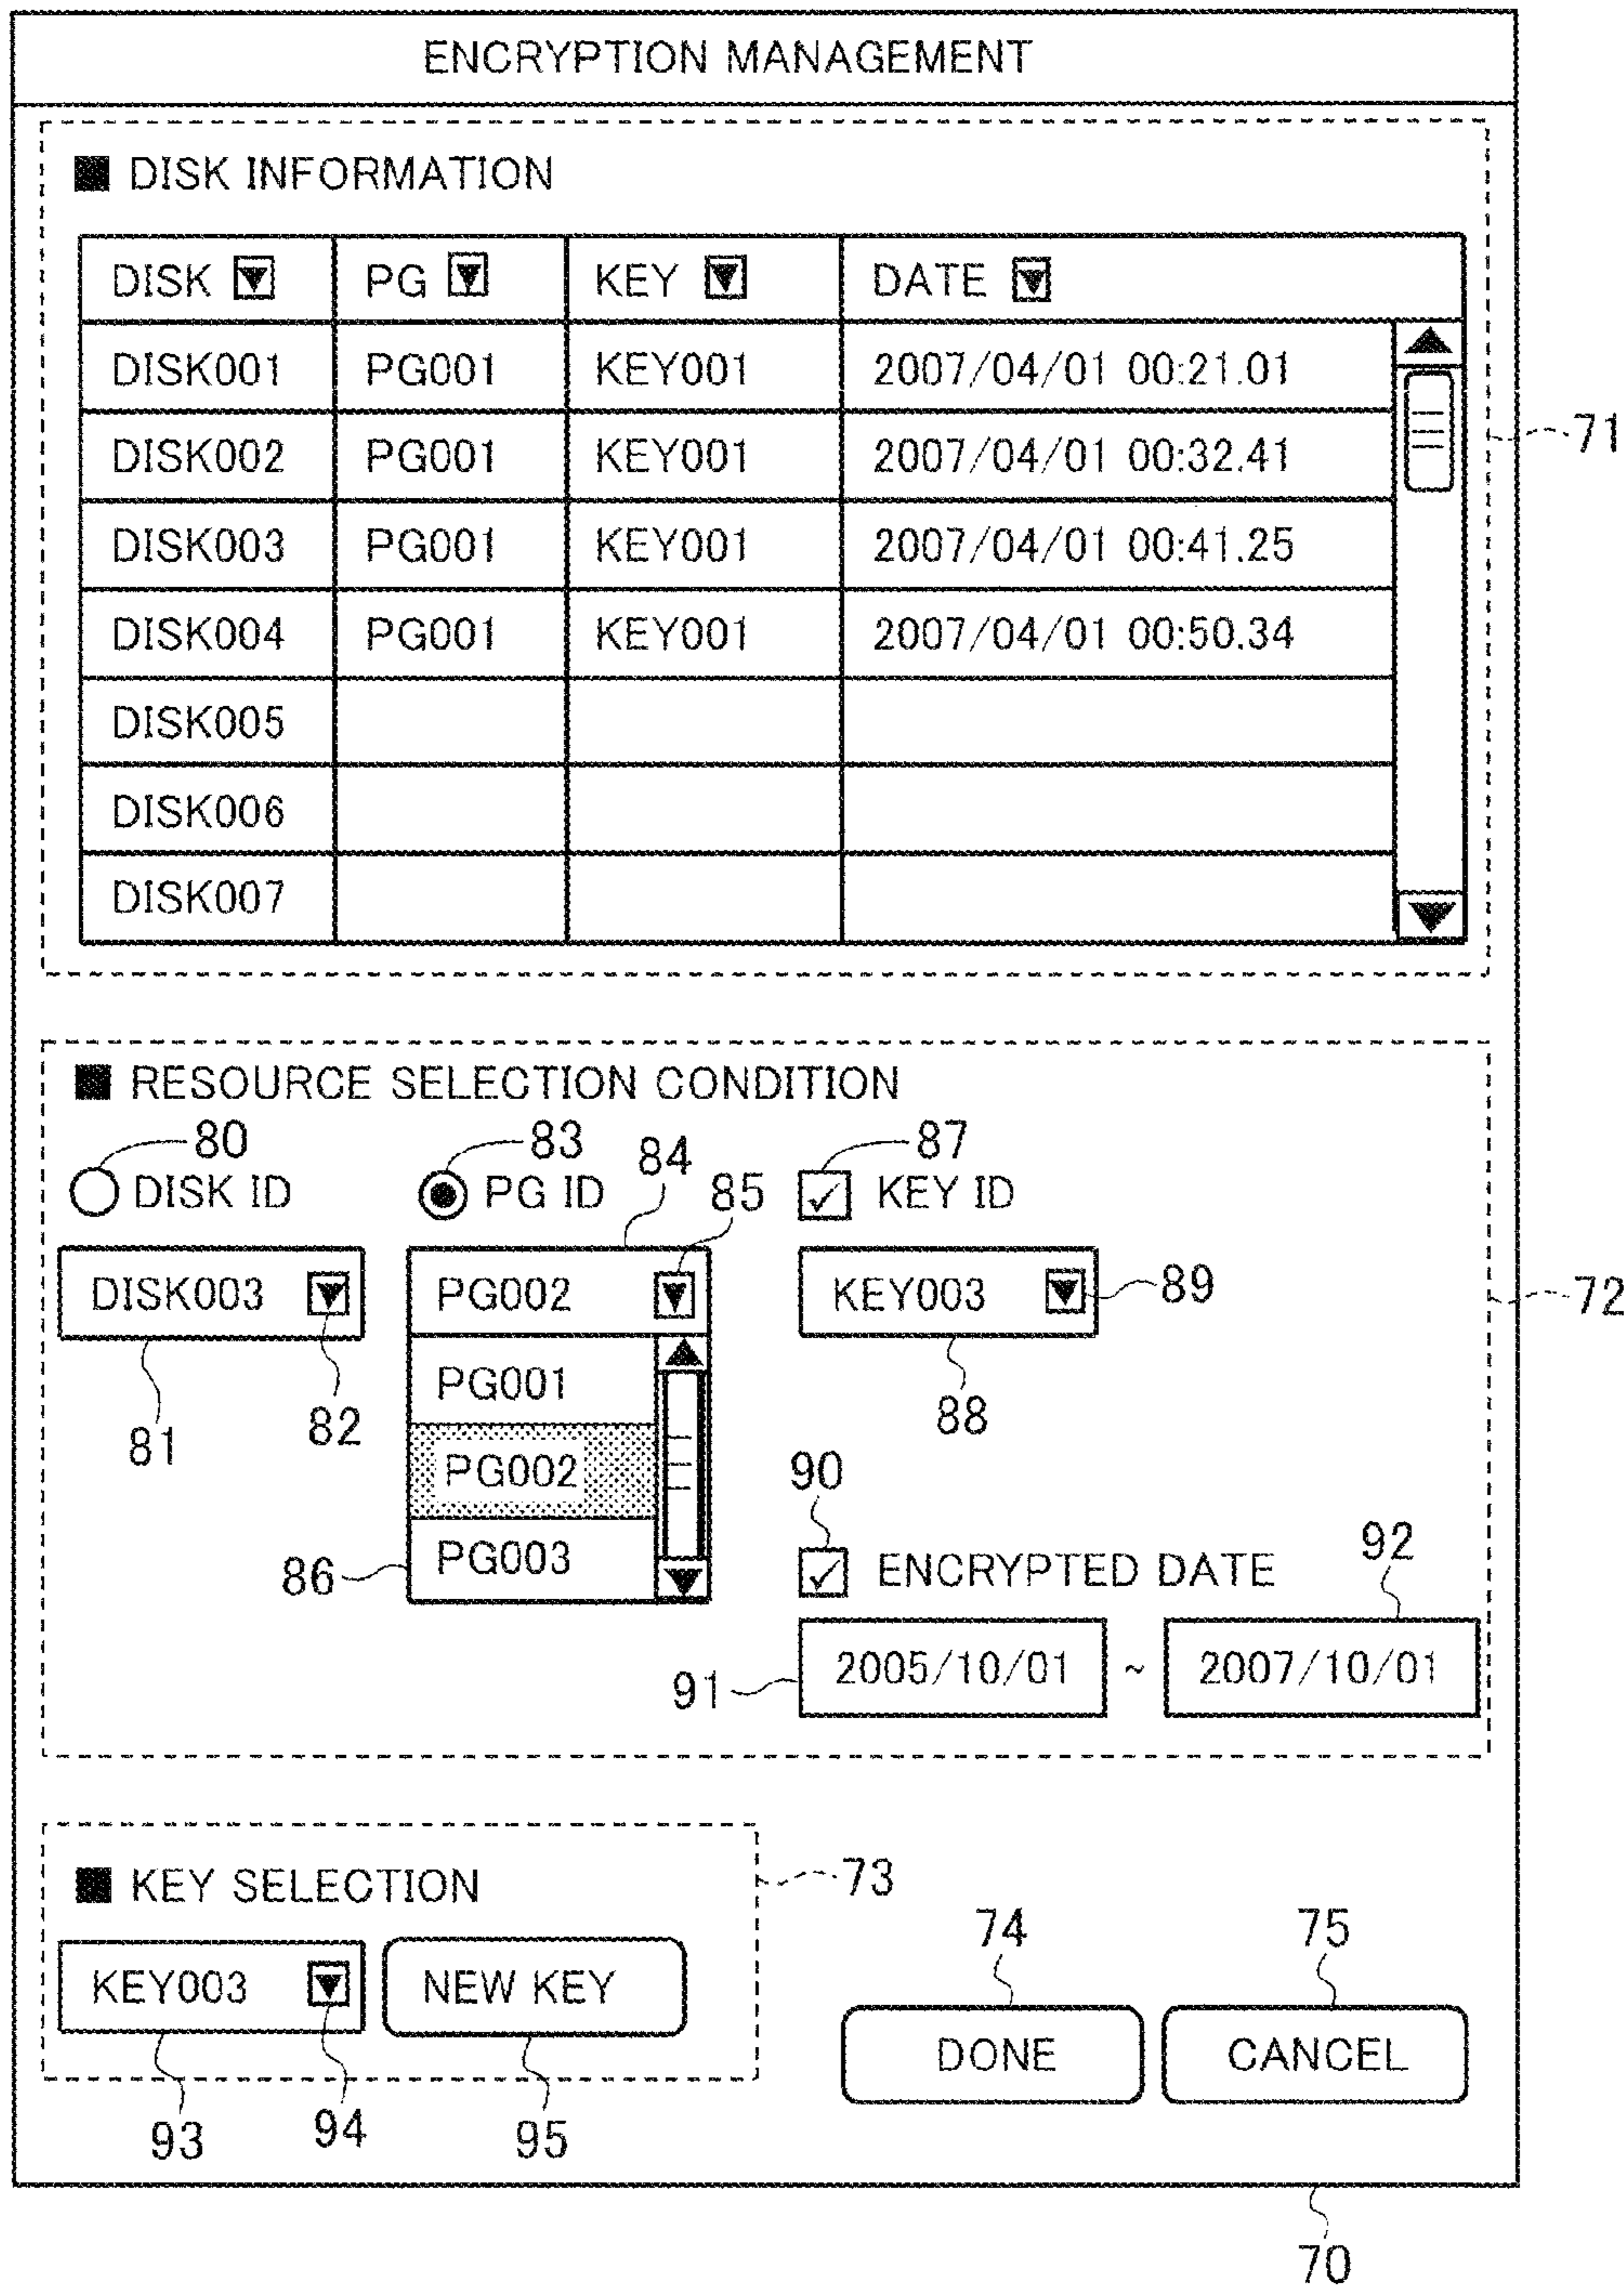 ENCRYPTION MANAGEMENT
■ DISK INFORMATION
DISK PG KEY DATE
DISK001 PG001 KEY001 2007/04/01 00:21.01
DISK002 PG001 KEY001 2007/04/01 00:32.41
71
DISK003 PG001 KEY001 2007/04/01 00:41.25
DISK004 PG001 KEY001 2007/04/01 00:50.34
DISK005
DISK006
DISK007
■ RESOURCE SELECTION CONDITION
80 83 84 87
DISK ID PG ID 85 KEY ID
DISK003 PG002 KEY003 89
72
PG001
81 82 88
PG002 90
86 PG003 ENCRYPTED DATE 92
91 2005/10/01 ~ 2007/10/01
■ KEY SELECTION 73
74 75
KEY003 NEW KEY
DONE CANCEL
93 94 95
70